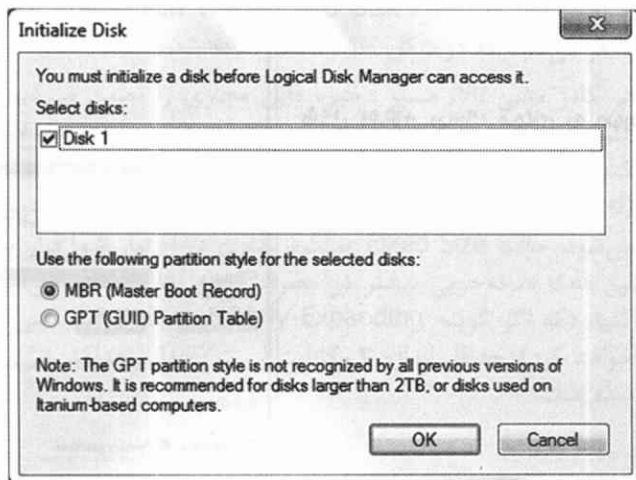 Initialize Disk
You must initialize a disk before Logical Disk Manager can access it.
Select disks:
Disk 1
Use the following partition style for the selected disks:
MBR (Master Boot Record)
GPT (GUID Partition Table)
Note: The GPT partition style is not recognized by all previous versions of
Windows. It is recommended for disks larger than 2TB, or disks used on
Itanium-based computers.
OK
Cancel